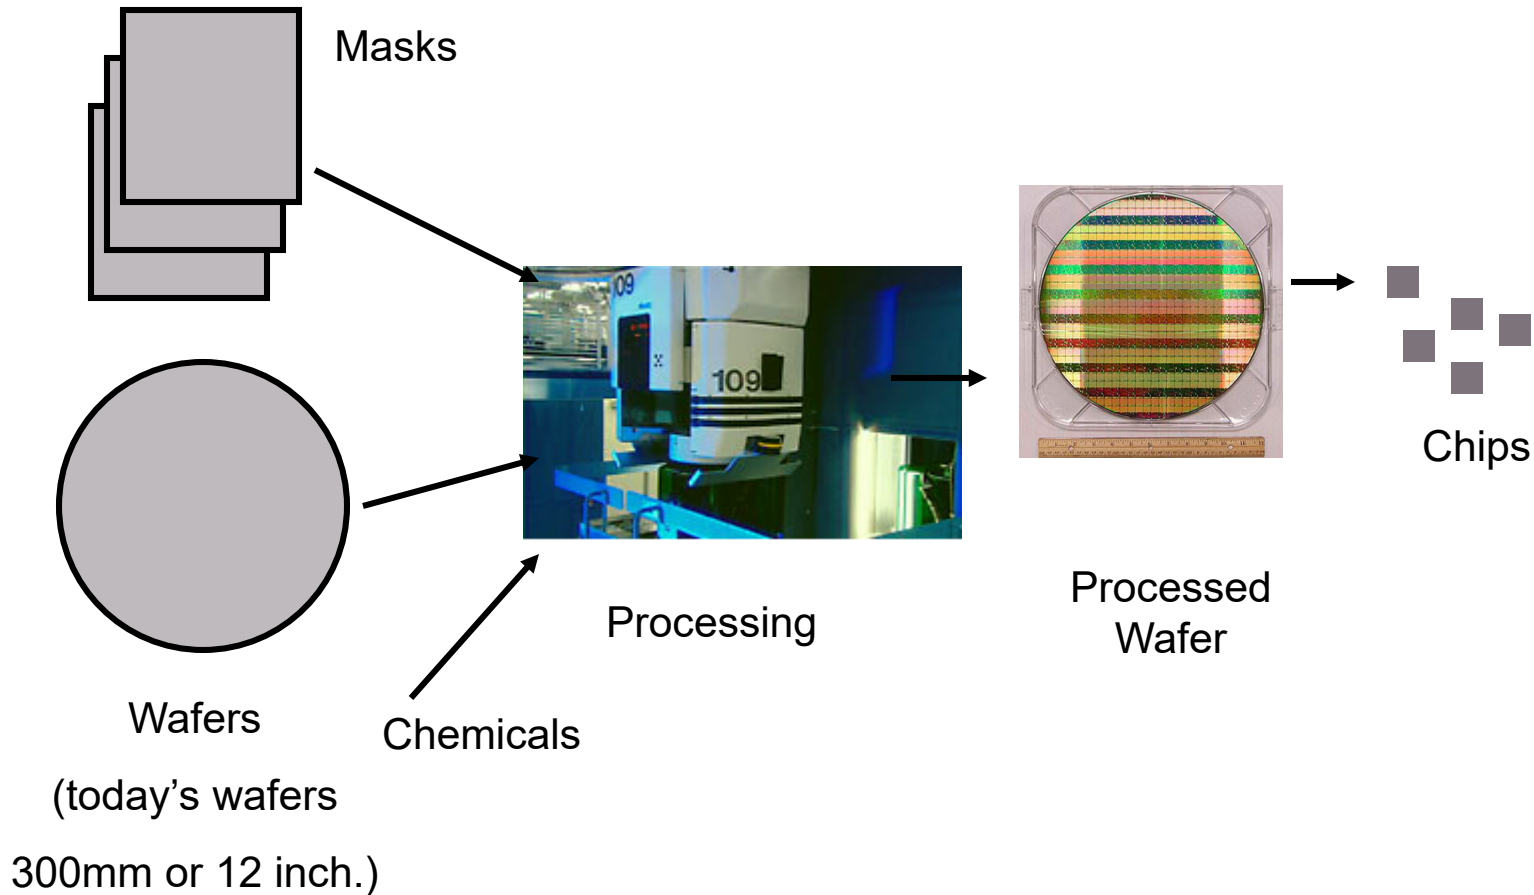 Masks
109
109
Chips
Processing
Processed
Wafer
Wafers
Chemicals
(today’s wafers
300mm or 12 inch.)